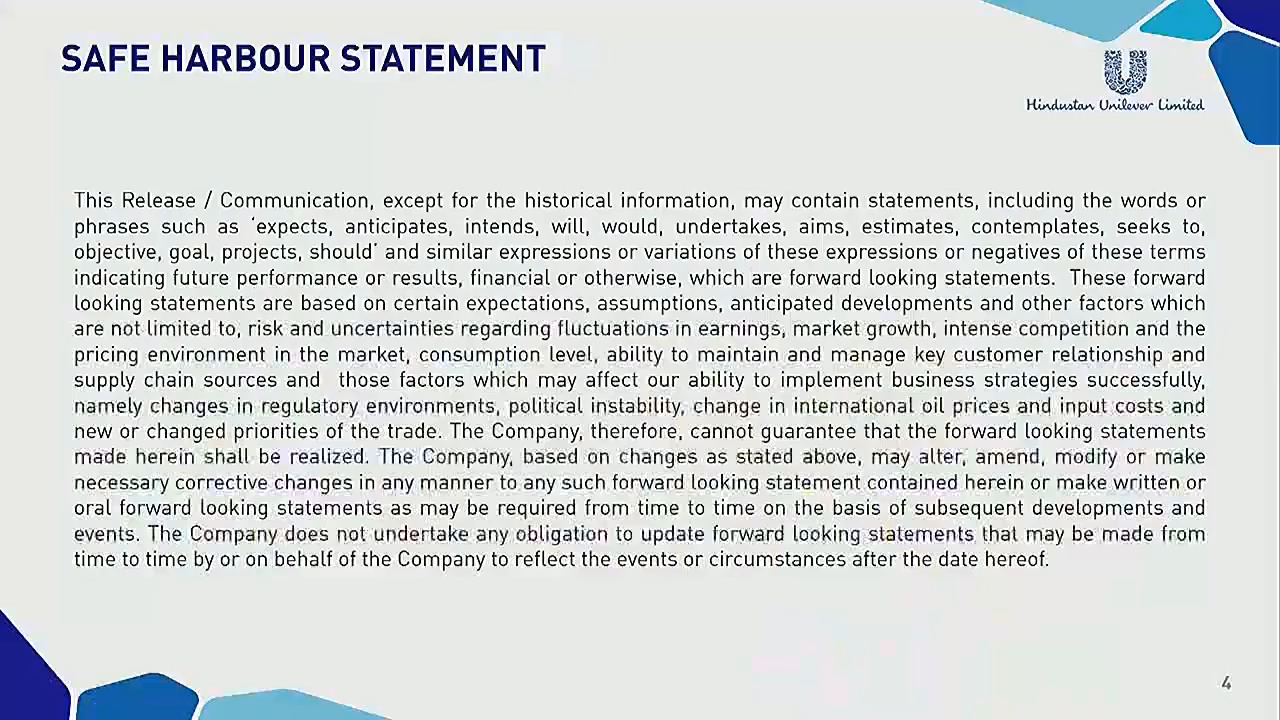 SAFE HARBOUR STATEMENT
Hindustan Unilever Limited
This Release / Communication, except for the historical information, may contain statements, including the words or
phrases such as ‘expects, anticipates, intends, will, would, undertakes, aims, estimates, contemplates, seeks to,
objective, goal, projects, should’ and similar expressions or variations of these expressions or negatives of these terms
indicating future performance or results, financial or otherwise, which are forward looking statements.  These forward
looking statements are based on certain expectations, assumptions, anticipated developments and other factors which
are not limited to, risk and uncertainties regarding fluctuations in earnings, market growth, intense competition and the
pricing environment in the market, consumption level, ability to maintain and manage key customer relationship and
supply chain sources and  those factors which may affect our ability to implement business strategies successfully,
namely changes in regulatory environments, political instability, change in international oil prices and input costs and
new or changed priorities of the trade. The Company, therefore, cannot guarantee that the forward looking statements
made herein shall be realized. The Company, based on changes as stated above, may alter, amend, modify or make
necessary corrective changes in any manner to any such forward looking statement contained herein or make written or
oral forward looking statements as may be required from time to time on the basis of subsequent developments and
events. The Company does not undertake any obligation to update forward looking statements that may be made from
time to time by or on behalf of the Company to reflect the events or circumstances after the date hereof.
4